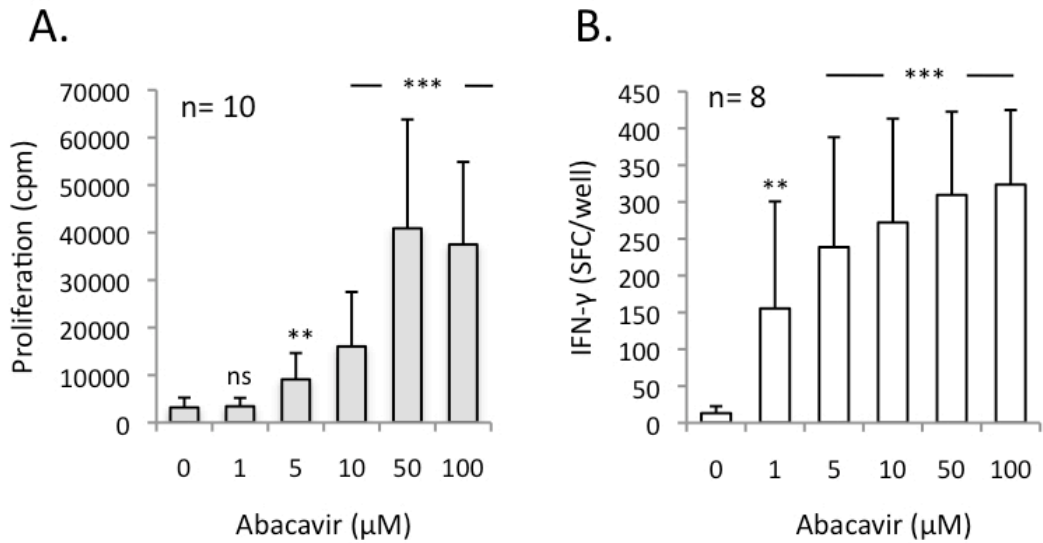 A.
70000
60000
50000
40000
30000
20000
10000
0
Proliferation (cpm)
n= 10
ns
**
***
0 1 5 10 50 100
Abacavir (μM)
B.
450
400
350
300
250
200
150
100
50
0
IFN-γ (SFC/well)
n= 8
**
***
0 1 5 10 50 100
Abacavir (μM)